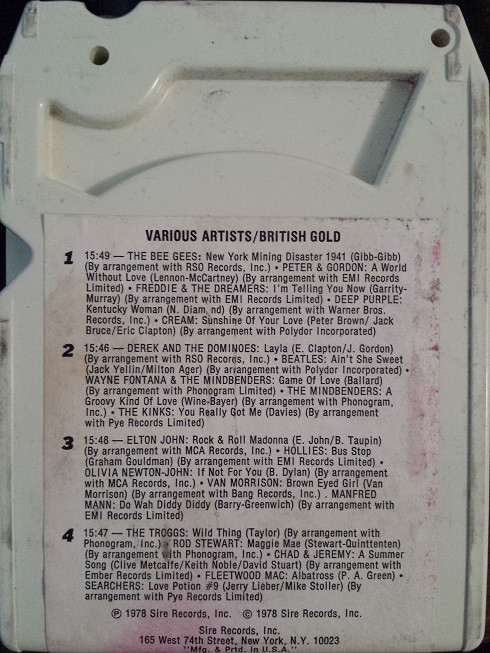 VARIOUS ARTISTS/BRITISH GOLD
1 15:49 — THE BEE GEES: New York Mining Disaster 1941 (Gibb-Gibb)
(By arrangement with RSO Records, Inc.) • PETER & GORDON: A World
Without Love (Lennon-McCartney) (By arrangement with EMI Records
Limited) • FREDDIE & THE DREAMERS: I'm Telling You Now (Garrity-
Murray) (By arrangement with EMI Records Limited) • DEEP PURPLE:
Kentucky Woman (N. Diam nd) (By arrangement with Warner Bros.
Records, Inc.) • CREAM: Sunshine Of Your Love (Peter Brown/ Jack
Bruce/Eric Clapton) (By arrangement with Polydor Incorporated)
2 15:46 — DEREK AND THE DOMINOES: Layla (E. Clapton/J. Gordon)
(By arrangement with RSO Records, Inc.) • BEATLES: Ain't She Sweet
(Jack Yellin/Milton Ager) (By arrangement with Polydor Incorporated) •
WAYNE FONTANA & THE MINDBENDERS: Game Of Love (Ballard)
(By arrangement with Phonogram Limited) • THE MINDBENDERS: A
Groovy Kind Of Love (Wine-Bayer) (By arrangement with Phonogram,
Inc.) • THE KINKS: You Really Got Me (Davies) (By arrangement
with Pye Records Limited)
3 15:48 — ELTON JOHN: Rock & Roll Madonna (E. John/B. Taupin)
(By arrangement with MCA Records, Inc.) • HOLLIES: Bus Stop
(Graham Gouldman) (By arrangement with EMI Records Limited) •
OLIVIA NEWTON-JOHN: If Not For You (B. Dylan) (By arrangement
with MCA Records, Inc.) • VAN MORRISON: Brown Eyed Girl (Van
Morrison) (By arrangement with Bang Records, Inc.) . MANFRED
MANN: Do Wah Diddy Diddy (Barry-Greenwich) (By arrangement with
EMI Records Limited)
4 15:47 — THE TROGGS: Wild Thing (Taylor) (By arrangement with
Phonogram, Inc.) • ROD STEWART: Maggie Mae (Stewart-Quinttenten)
(By arrangement with Phonogram, Inc.) • CHAD & JEREMY: A Summer
Song (Clive Metcalfe/Keith Noble/David Stuart) (By arrangement with
Ember Records Limited) • FLEETWOOD MAC: Albatross (P. A. Green) •
SEARCHERS: Love Potion #9 (Jerry Lieber/Mike Stoller) (By arrangement
with Pye Records Limited)
Ⓟ 1978 Sire Records, Inc. © 1978 Sire Records, Inc.
Sire Records, Inc.
165 West 74th Street, New York, N.Y. 10023
"Mfg. & Prtd. in U.S.A."